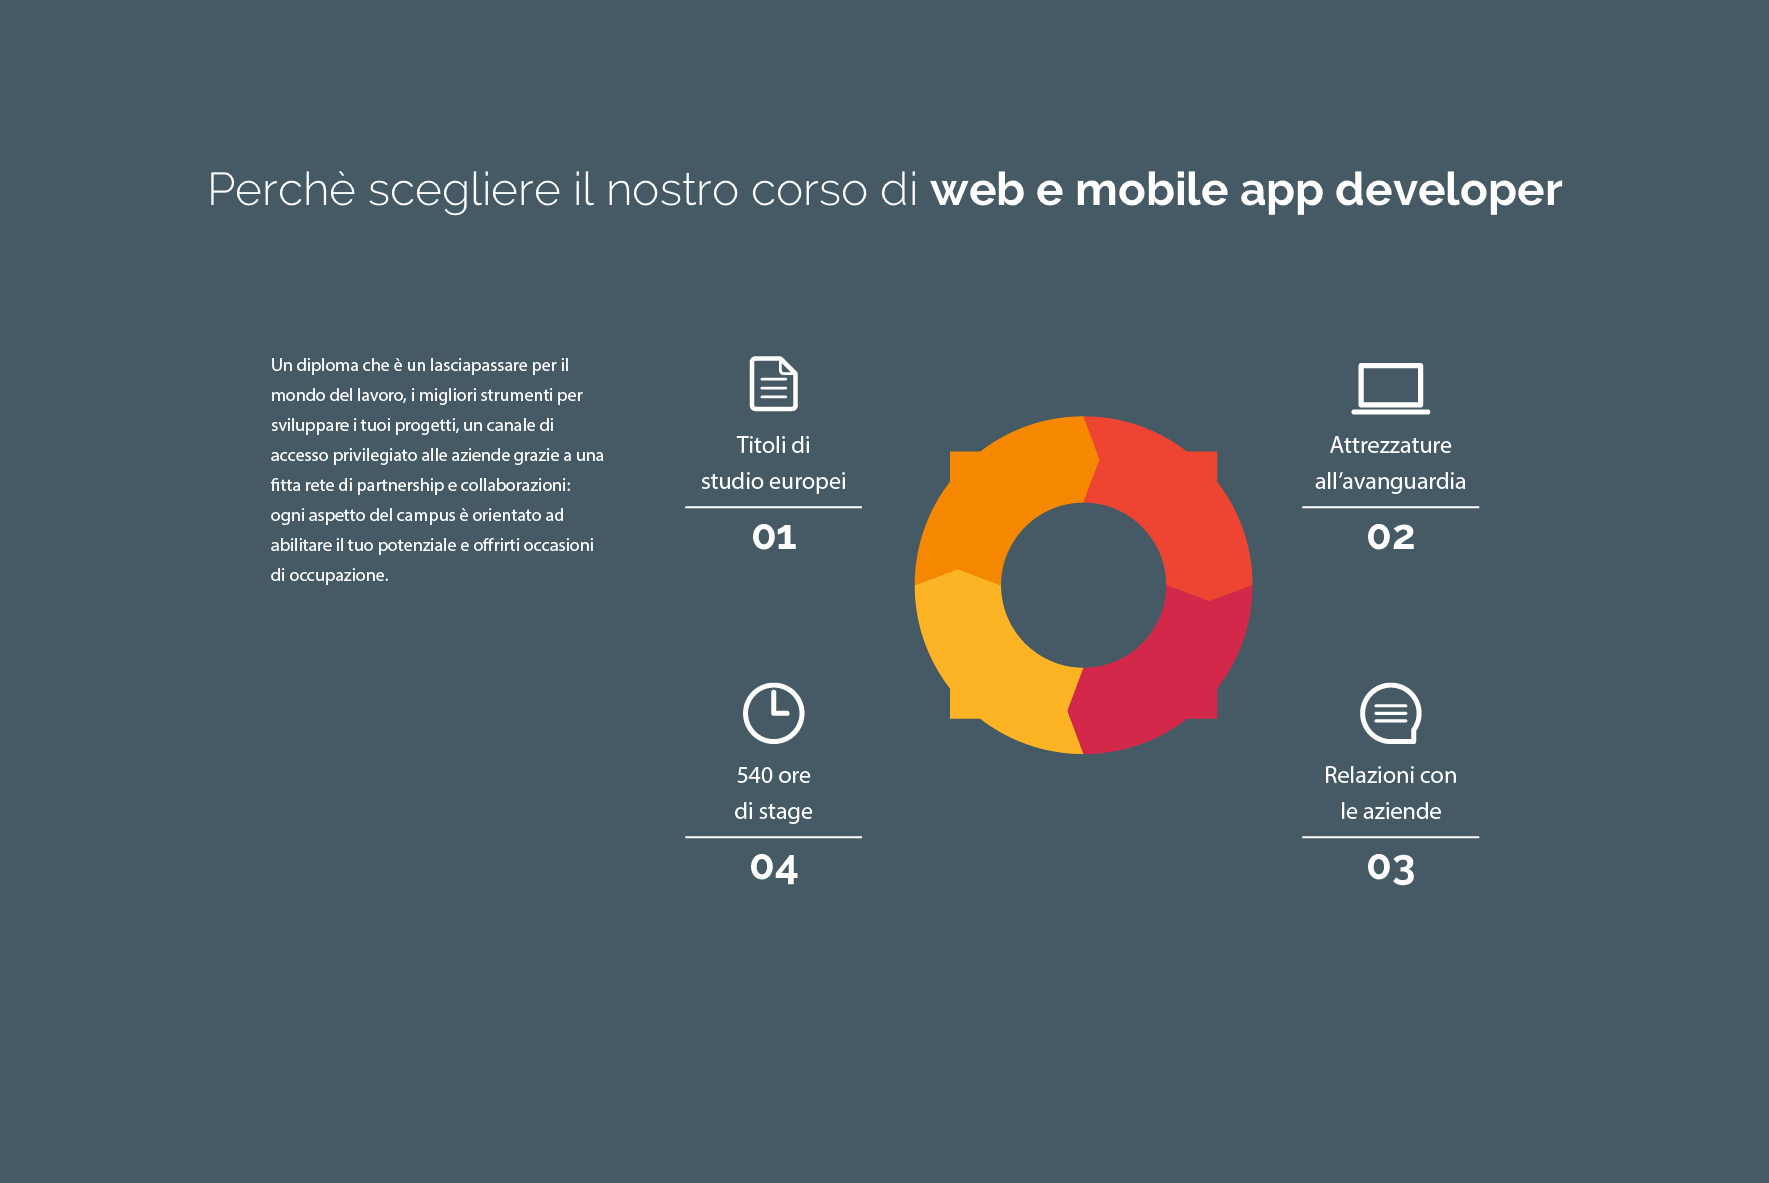 Perchè scegliere il nostro corso di web e mobile app developer
Un diploma che è un lasciapassare per il
mondo del lavoro, i migliori strumenti per
sviluppare i tuoi progetti, un canale di
accesso privilegiato alle aziende grazie a una
fitta rete di partnership e collaborazioni:
ogni aspetto del campus è orientato ad
abilitare il tuo potenziale e offrirti occasioni
di occupazione.
Titoli di
studio europei
01
Attrezzature
all’avanguardia
02
540 ore
di stage
04
Relazioni con
le aziende
03